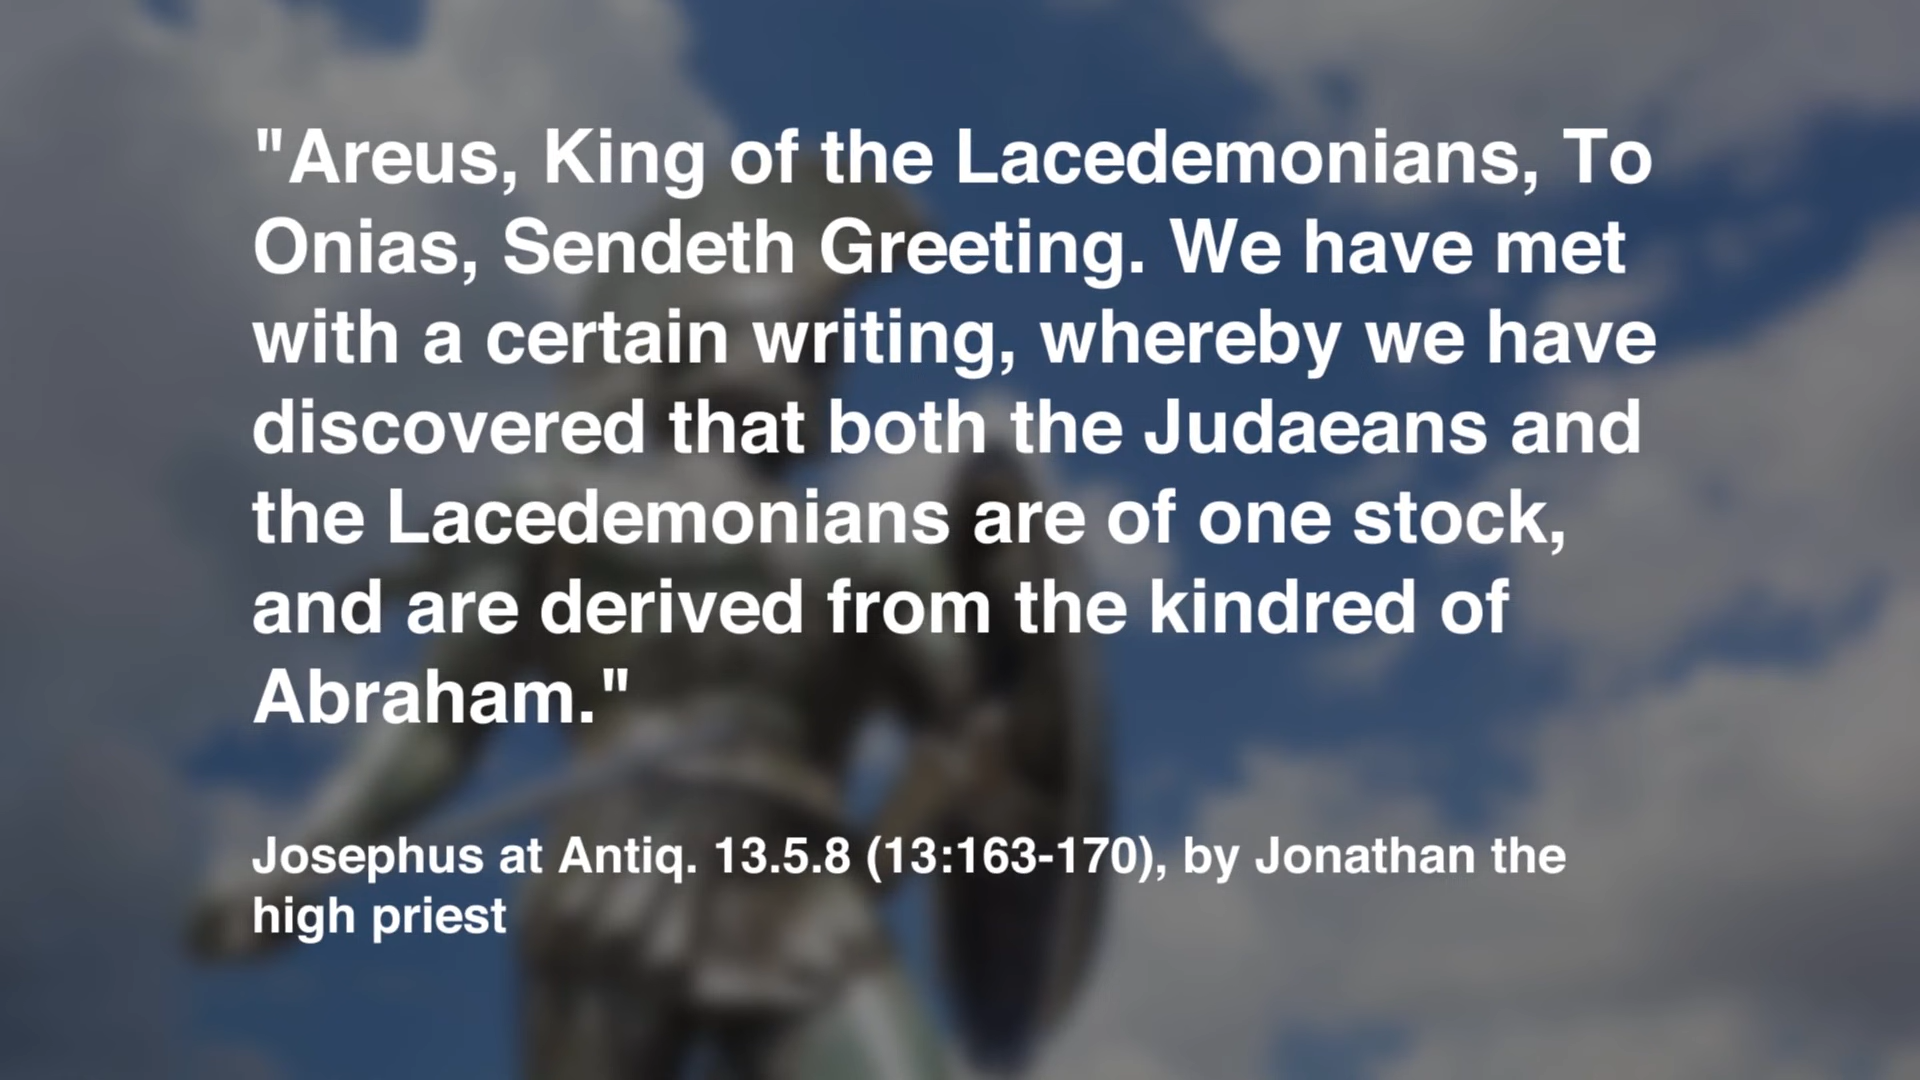 "Areus, King of the Lacedemonians, To
Onias, Sendeth Greeting. We have met
with a certain writing, whereby we have
discovered that both the Judaeans and
the Lacedemonians are of one stock,
and are derived from the kindred of
Abraham."
Josephus at Antiq. 13.5.8 (13:163-170), by Jonathan the
high priest